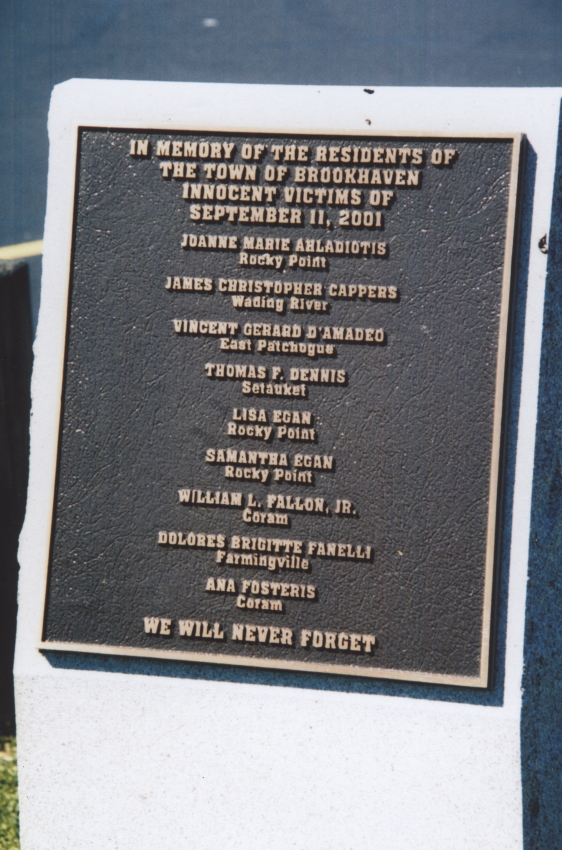 IN MEMORY OF THE RESIDENTS OF
THE TOWN OF BROOKHAVEN
INNOCENT VICTIMS OF
SEPTEMBER 11, 2001
JOANNE MARIE AHLADIOTIS
Rocky Point
JAMES CHRISTOPHER CAPPERS
Wading River
VINCENT GERARD D'AMADEO
East Patchogue
THOMAS F. DENNIS
Setauket
LISA EGAN
Rocky Point
SAMANTHA EGAN
Rocky Point
WILLIAM L. FALLON, JR.
Coram
DOLORES BRIGITTE FANELLI
Farmingville
ANA FOSTERIS
Coram
WE WILL NEVER FORGET